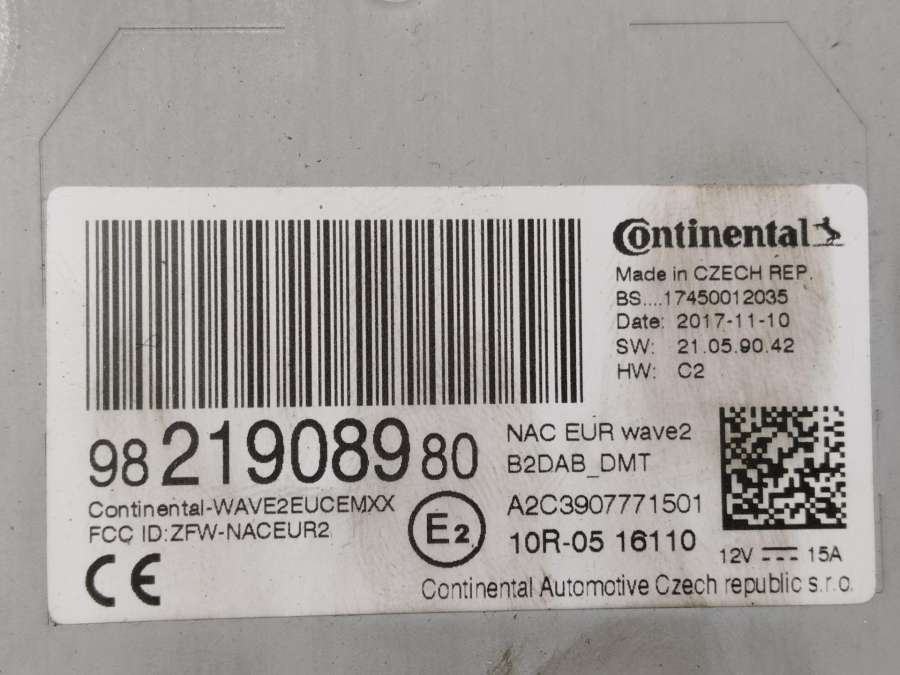 Continental
Made in CZECH REP.
BS....17450012035
Date: 2017-11-10
SW: 21.05.90.42
HW: C2
98 219089 80
NAC EUR wave2
B2DAB_DMT
Continental-WAVE2EUCEMXX
FCC ID:ZFW-NACEUR2
E2
A2C3907771501
10R-05 16110
12V 15A
CE
Continental Automotive Czech republic s.r.o.